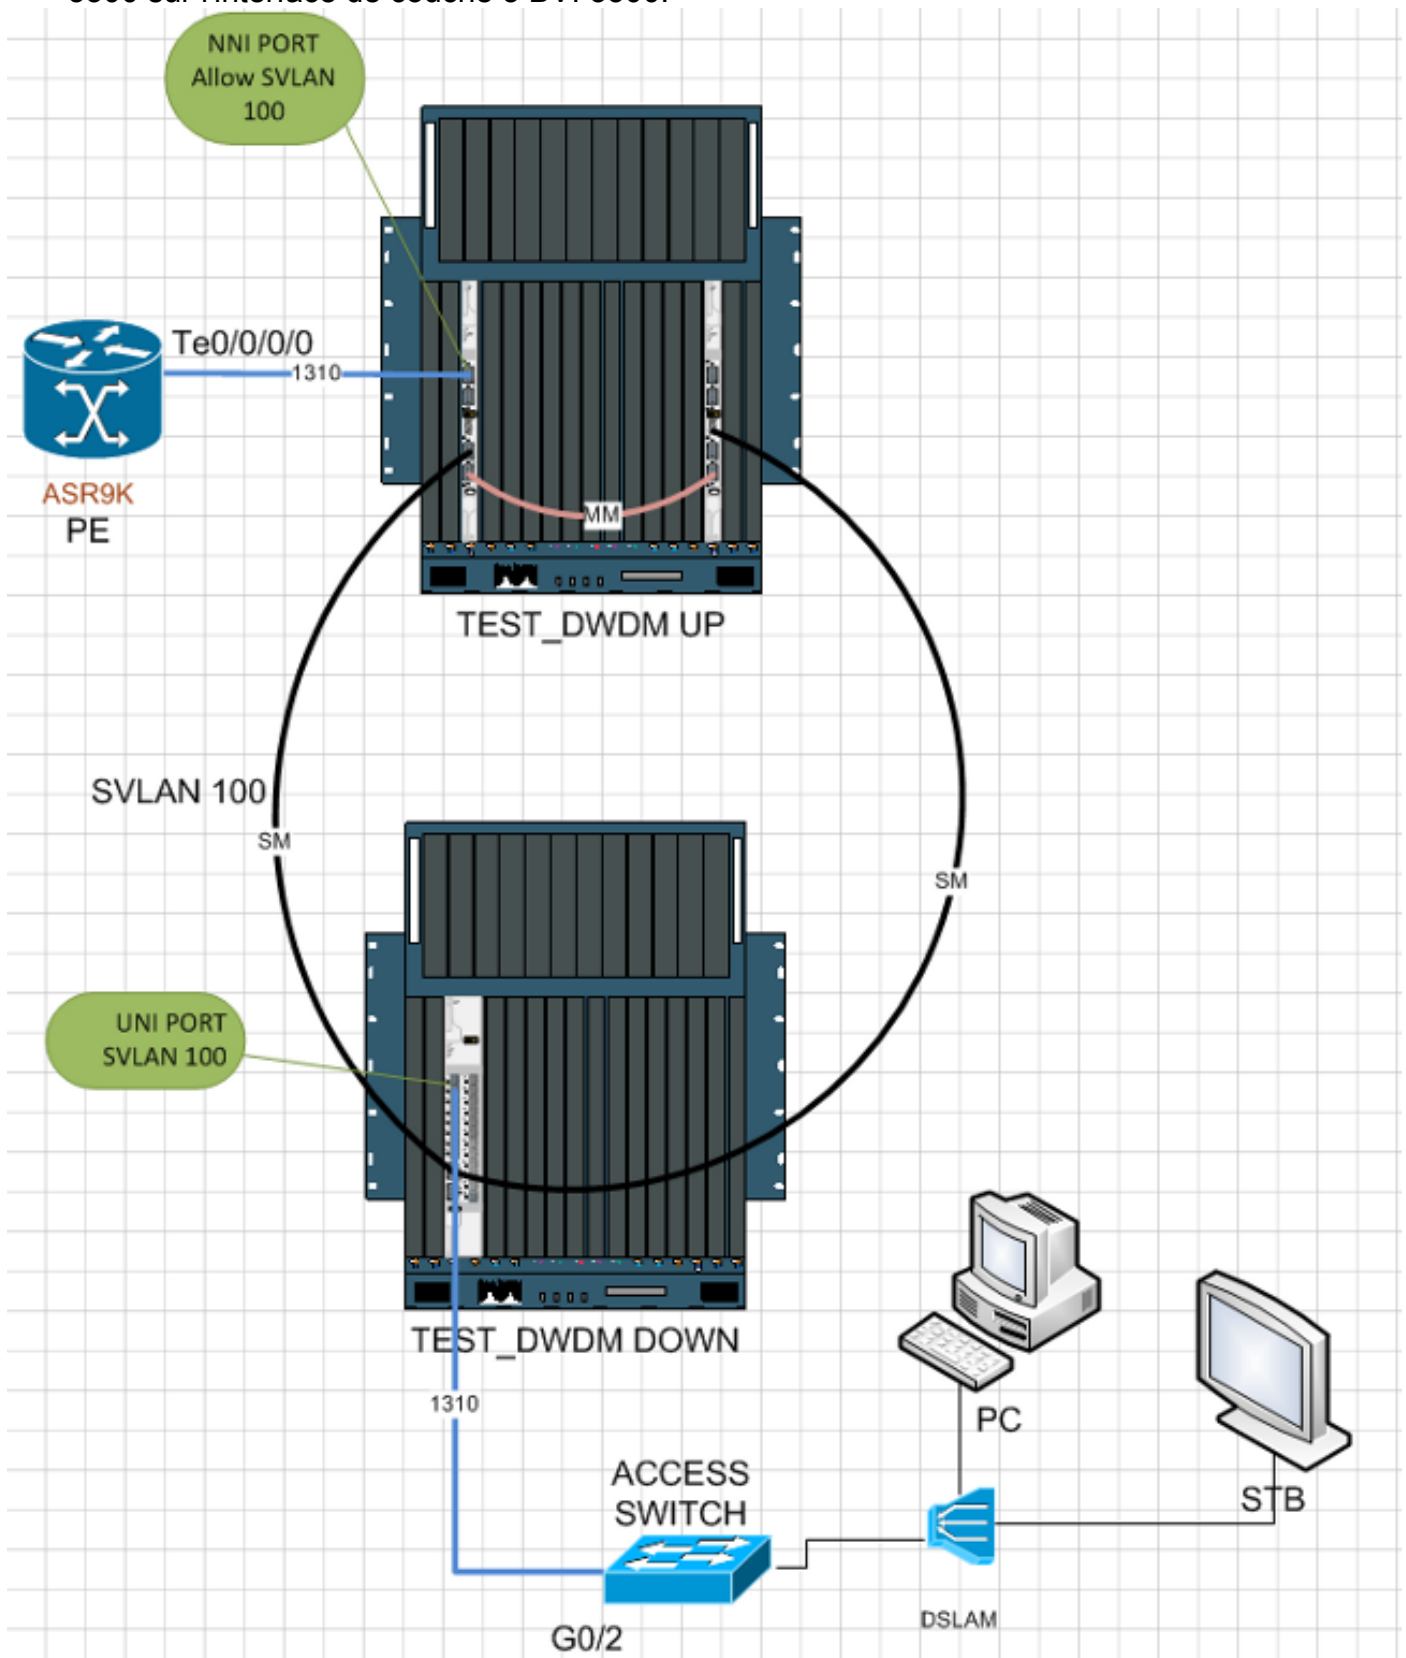 NNI PORT
Allow SVLAN
100
Te0/0/0/0
1310
ASR9K
PE
MM
TEST_DWDM UP
SVLAN 100
SM
SM
UNI PORT
SVLAN 100
TEST_DWDM DOWN
1310
PC
ACCESS
SWITCH
STB
DSLAM
G0/2